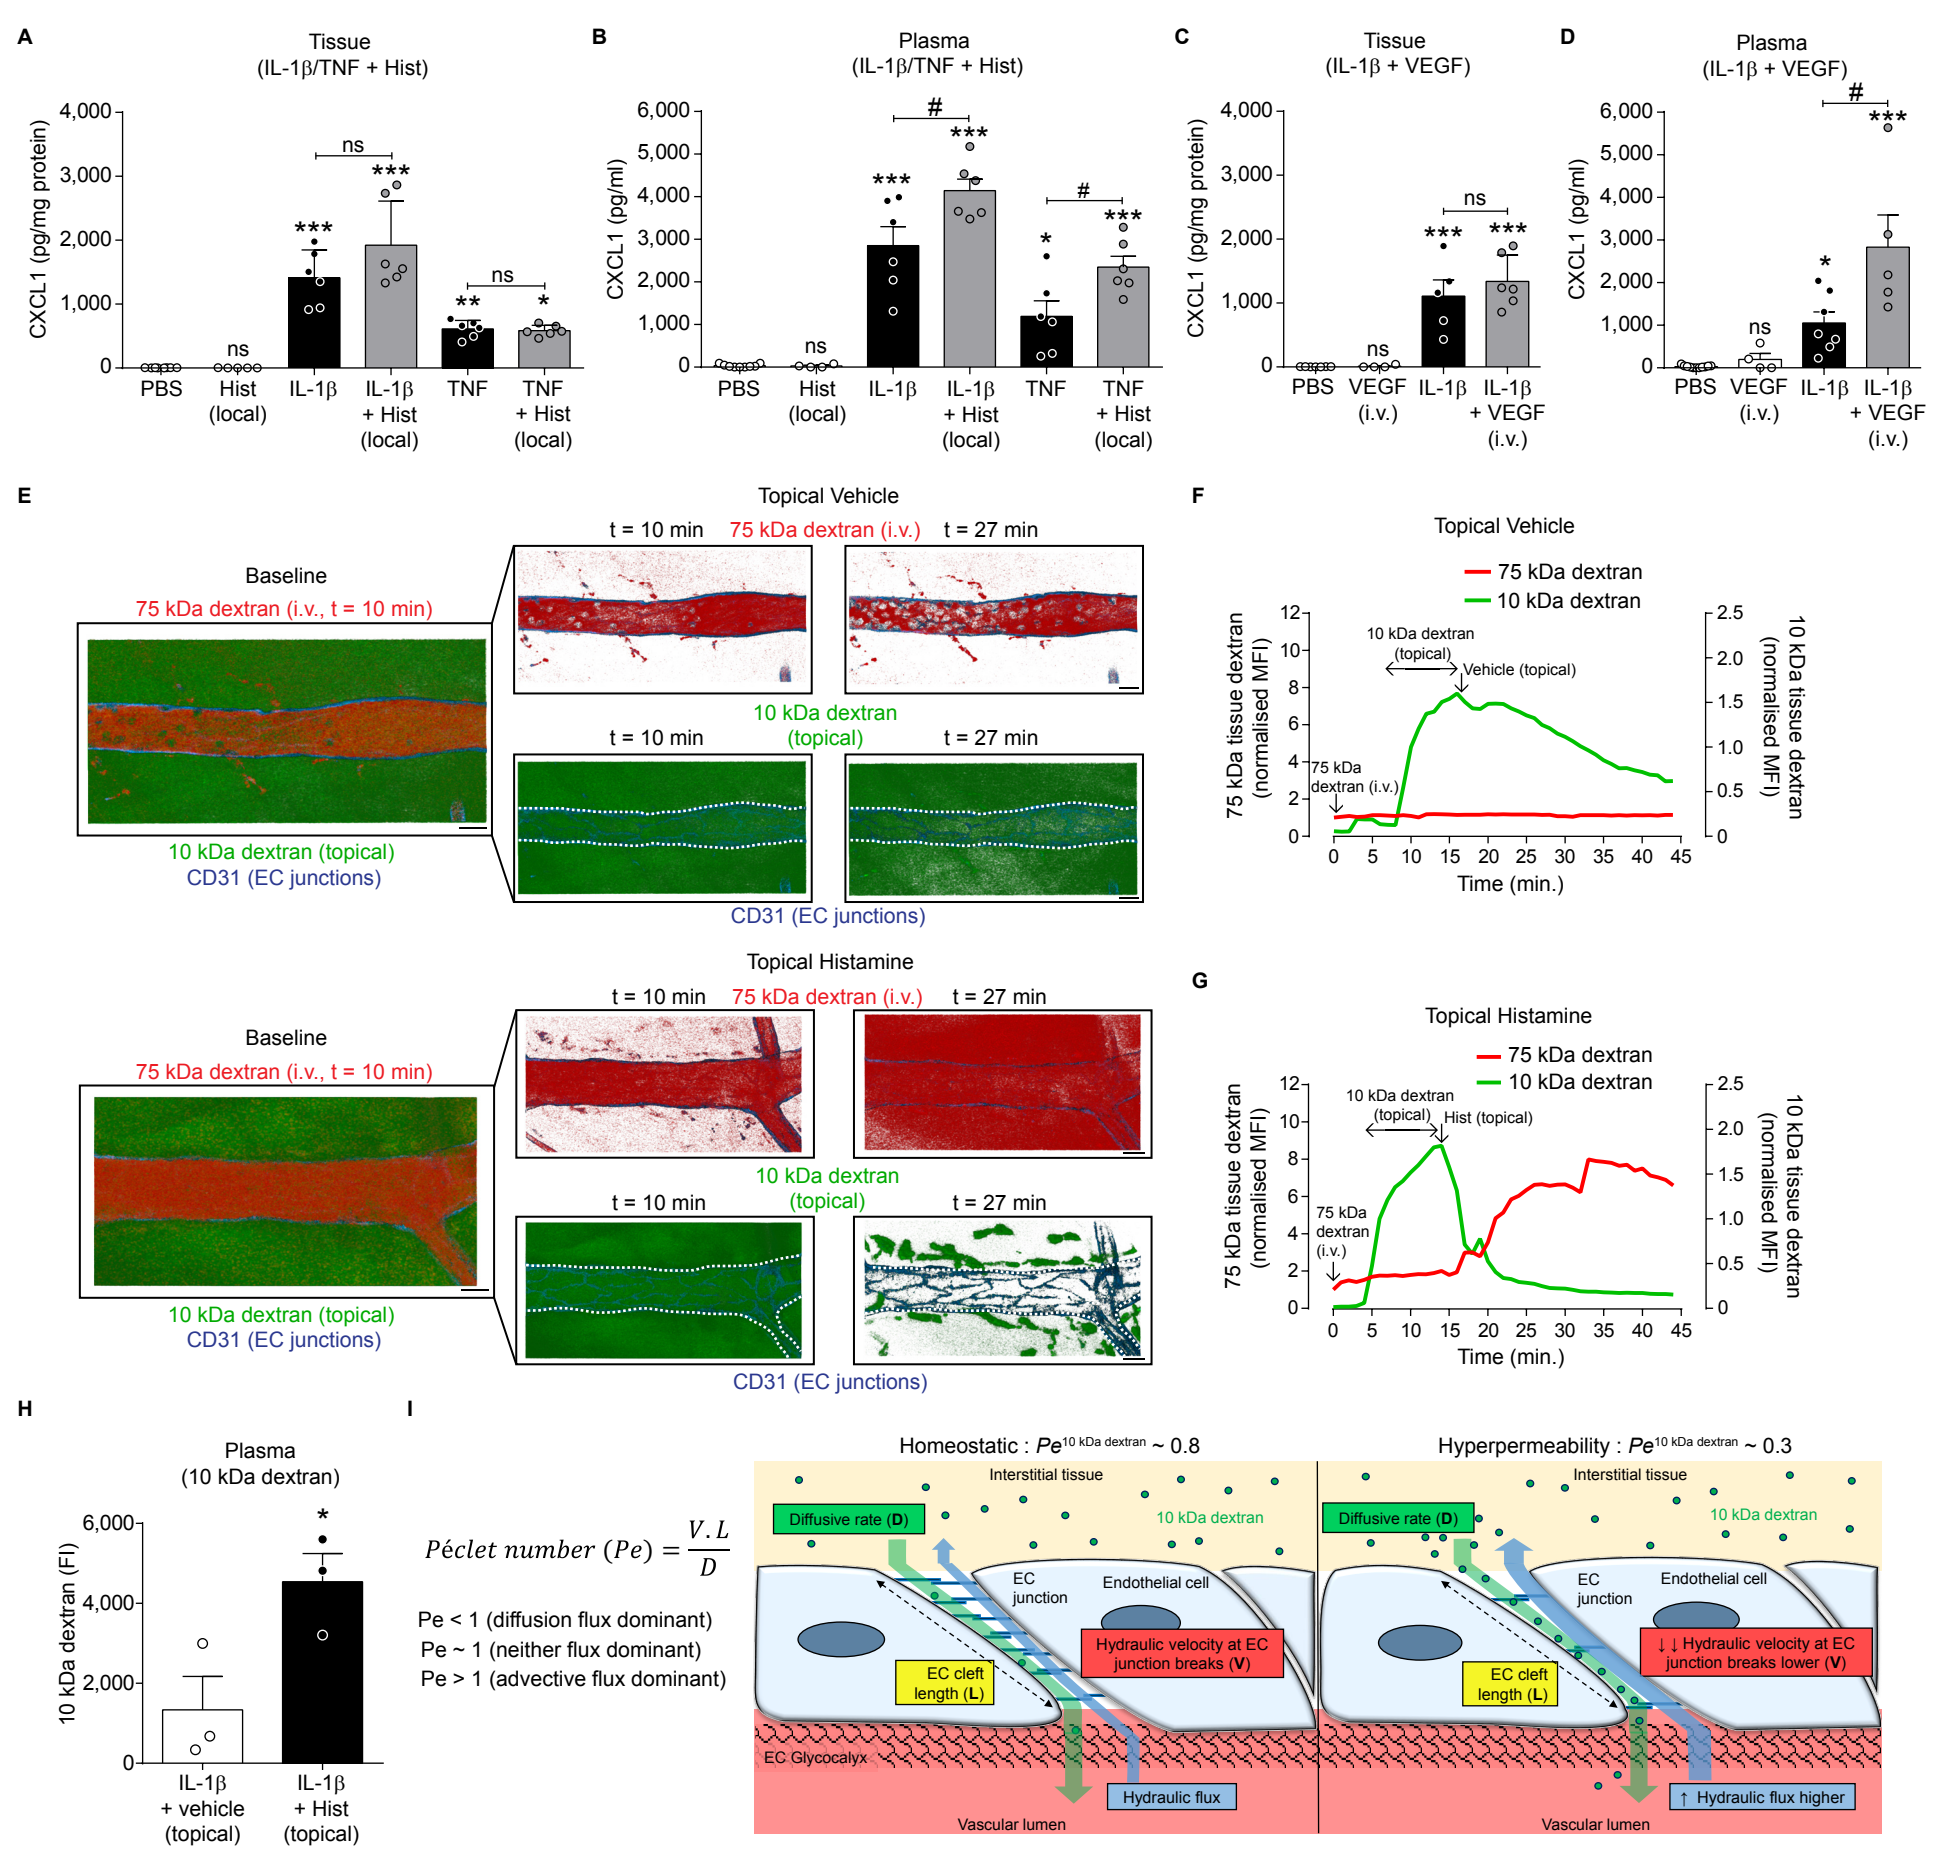 A
Tissue
(IL-1β/TNF + Hist)
CXCL1 (pg/mg protein)
4,000
3,000
2,000
1,000
0
ns
***
ns
***
**
ns
*
PBS
Hist
(local)
IL-1β
IL-1β
+ Hist
(local)
TNF
TNF
+ Hist
(local)
B
Plasma
(IL-1β/TNF + Hist)
CXCL1 (pg/ml)
6,000
5,000
4,000
3,000
2,000
1,000
0
ns
***
#
***
*
#
***
PBS
Hist
(local)
IL-1β
IL-1β
+ Hist
(local)
TNF
TNF
+ Hist
(local)
C
Tissue
(IL-1β + VEGF)
CXCL1 (pg/mg protein)
4,000
3,000
2,000
1,000
0
ns
***
ns
***
PBS
VEGF
(i.v.)
IL-1β
IL-1β
+ VEGF
(i.v.)
D
Plasma
(IL-1β + VEGF)
CXCL1 (pg/ml)
6,000
5,000
4,000
3,000
2,000
1,000
0
ns
*
#
***
PBS
VEGF
(i.v.)
IL-1β
IL-1β
+ VEGF
(i.v.)
E
Topical Vehicle
t = 10 min 75 kDa dextran (i.v.) t = 27 min
Baseline
75 kDa dextran (i.v., t = 10 min)
10 kDa dextran
(topical)
t = 10 min t = 27 min
10 kDa dextran (topical)
CD31 (EC junctions)
CD31 (EC junctions)
Topical Histamine
t = 10 min 75 kDa dextran (i.v.) t = 27 min
Baseline
75 kDa dextran (i.v., t = 10 min)
10 kDa dextran
(topical)
t = 10 min t = 27 min
10 kDa dextran (topical)
CD31 (EC junctions)
CD31 (EC junctions)
F
Topical Vehicle
75 kDa dextran
10 kDa dextran
75 kDa tissue dextran
(normalised MFI)
12
10
8
6
4
2
0
10 kDa dextran
(topical)
Vehicle (topical)
75 kDa
dextran (i.v.)
2.5
2.0
1.5
1.0
0.5
0
10 kDa tissue dextran
(normalised MFI)
0 5 10 15 20 25 30 35 40 45
Time (min.)
G
Topical Histamine
75 kDa dextran
10 kDa dextran
75 kDa tissue dextran
(normalised MFI)
12
10
8
6
4
2
0
10 kDa dextran
(topical)
Hist (topical)
75 kDa
dextran
(i.v.)
2.5
2.0
1.5
1.0
0.5
0
10 kDa tissue dextran
(normalised MFI)
0 5 10 15 20 25 30 35 40 45
Time (min.)
H
Plasma
(10 kDa dextran)
10 kDa dextran (FI)
6,000
4,000
2,000
0
*
IL-1β
+ vehicle
(topical)
IL-1β
+ Hist
(topical)
I
Péclet number (Pe) = V.L / D
Pe < 1 (diffusion flux dominant)
Pe ~ 1 (neither flux dominant)
Pe > 1 (advective flux dominant)
Homeostatic : Pe 10 kDa dextran ~ 0.8
Interstitial tissue
Diffusive rate (D)
10 kDa dextran
EC
junction
Endothelial cell
Hydraulic velocity at EC
junction breaks (V)
EC cleft
length (L)
EC Glycocalyx
Hydraulic flux
Vascular lumen
Hyperpermeability : Pe 10 kDa dextran ~ 0.3
Interstitial tissue
Diffusive rate (D)
10 kDa dextran
EC
junction
Endothelial cell
↓↓ Hydraulic velocity at EC
junction breaks lower (V)
EC cleft
length (L)
↑ Hydraulic flux higher
Vascular lumen